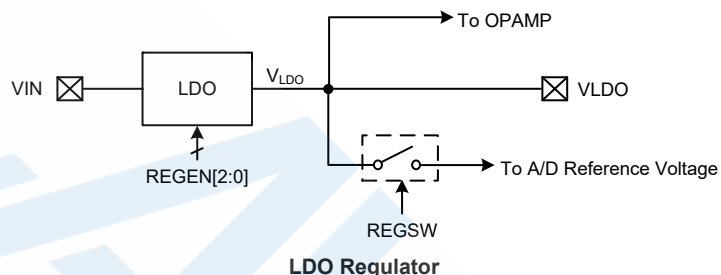 To OPAMP
VIN
LDO
VLDO
VLDO
REGEN[2:0]
To A/D Reference Voltage
REGSW
LDO Regulator